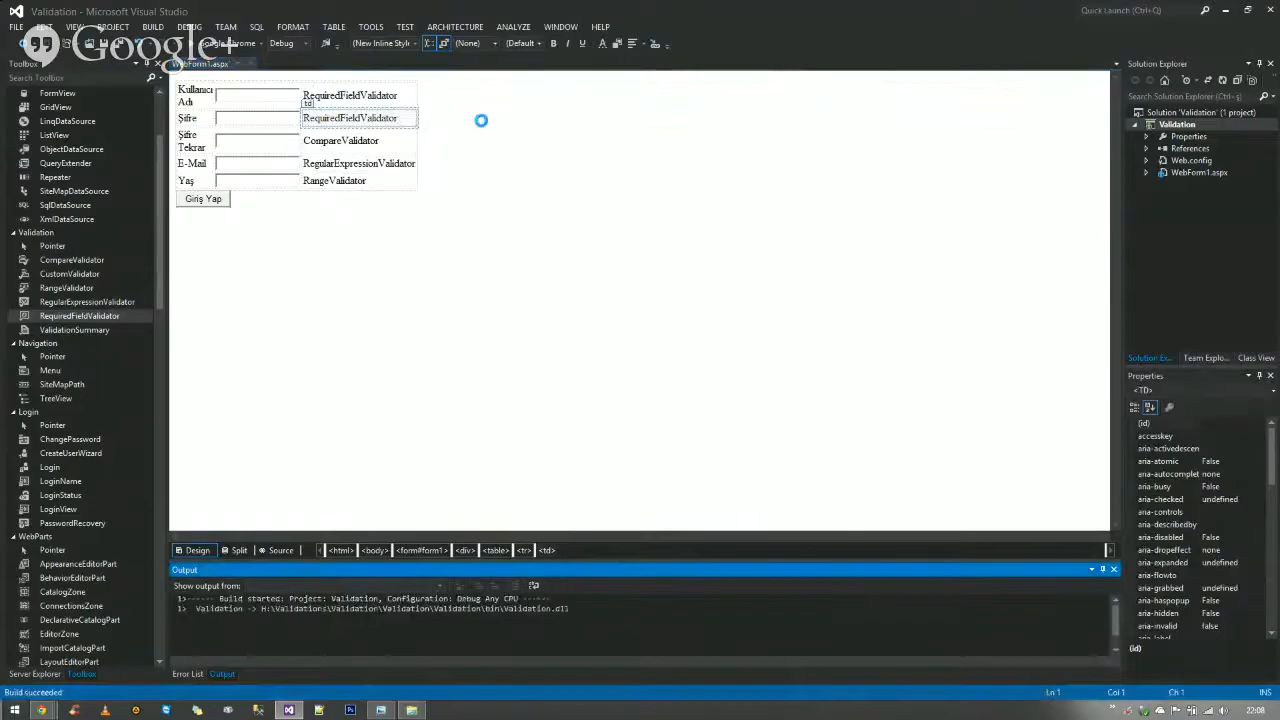 Validation - Microsoft Visual Studio
Quick Launch (Ctrl+Q)
FILE EDIT VIEW PROJECT BUILD DEBUG TEAM SQL FORMAT TABLE TOOLS TEST ARCHITECTURE ANALYZE WINDOW HELP
Google+
Chrome Debug (New Inline Style) (None) (Default)
Toolbox
WebForm1.aspx
Search Toolbox
FormView
GridView
LinqDataSource
ListView
ObjectDataSource
QueryExtender
Repeater
SiteMapDataSource
SqlDataSource
XmlDataSource
Validation
Pointer
CompareValidator
CustomValidator
RangeValidator
RegularExpressionValidator
RequiredFieldValidator
ValidationSummary
Navigation
Pointer
Menu
SiteMapPath
TreeView
Login
Pointer
ChangePassword
CreateUserWizard
Login
LoginName
LoginStatus
LoginView
PasswordRecovery
WebParts
Pointer
AppearanceEditorPart
BehaviorEditorPart
CatalogZone
ConnectionsZone
DeclarativeCatalogPart
EditorZone
ImportCatalogPart
LayoutEditorPart
Server Explorer Toolbox
Kullanıcı
Adı
RequiredFieldValidator
td
Şifre RequiredFieldValidator
Şifre
Tekrar
CompareValidator
E-Mail RegularExpressionValidator
Yaş RangeValidator
Giriş Yap
Design Split Source <html> <body> <form#form1> <div> <table> <tr> <td>
Output
Show output from:
1>------ Build started: Project: Validation, Configuration: Debug Any CPU ------
1> Validation -> H:\Validations\Validation\Validation\Validation\bin\Validation.dll
Error List Output
Solution Explorer
Search Solution Explorer (Ctrl+ş)
Solution 'Validation' (1 project)
Validation
Properties
References
Web.config
WebForm1.aspx
Solution Ex... Team Explo... Class View
Properties
<TD>
(id)
accesskey
aria-activedescen
aria-atomic False
aria-autocomplet none
aria-busy False
aria-checked undefined
aria-controls
aria-describedby
aria-disabled False
aria-dropeffect none
aria-expanded undefined
aria-flowto
aria-grabbed undefined
aria-haspopup False
aria-hidden False
aria-invalid false
aria-label
(id)
Build succeeded
Ln 1 Col 1 Ch 1 INS
22:08